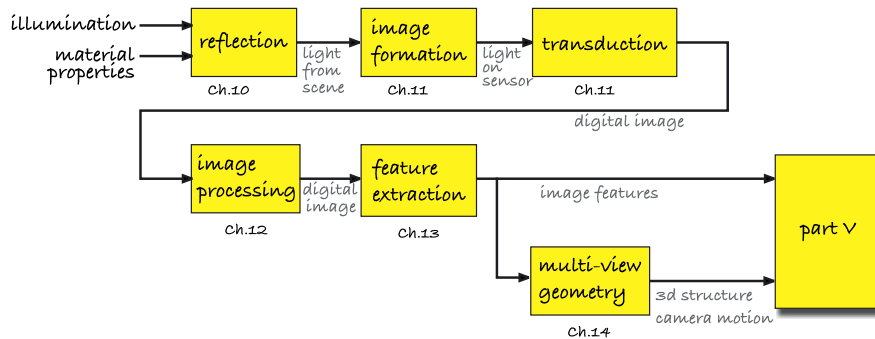 illumination
material
properties
reflection
Ch.10
light
from
scene
image
formation
Ch.11
light
on
sensor
transduction
Ch.11
digital image
image
processing
Ch.12
digital
image
feature
extraction
Ch.13
image features
multi-view
geometry
Ch.14
3d structure
camera motion
part V